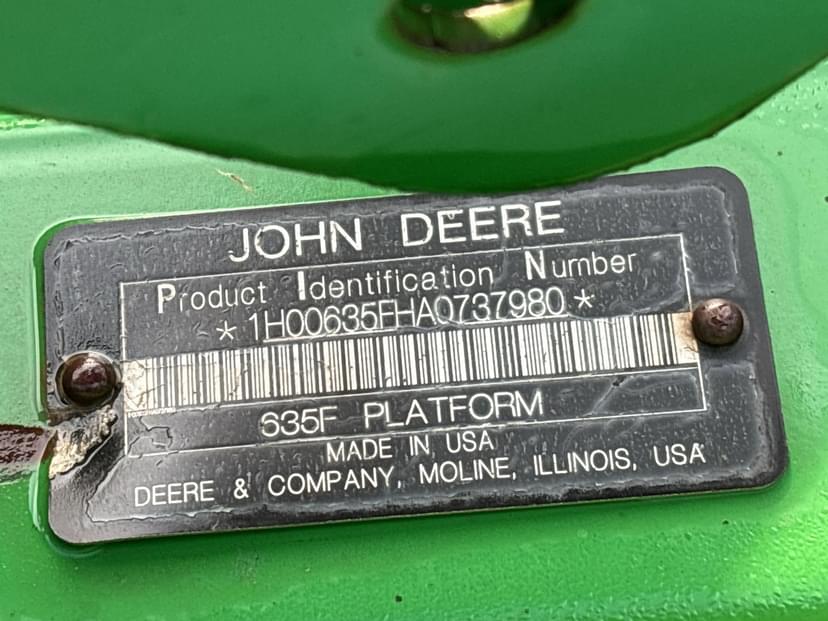 JOHN DEERE
Product Identification Number
* 1H00635FHA0737980 *
635F PLATFORM
MADE IN USA
DEERE & COMPANY, MOLINE, ILLINOIS, USA